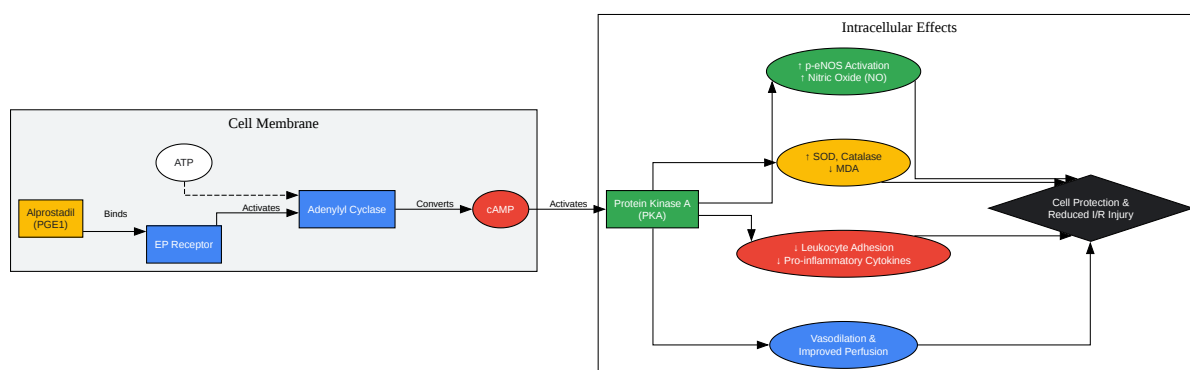 Cell Membrane
ATP
Alprostadil
(PGE1)
Binds
EP Receptor
Activates
Adenylyl Cyclase
Converts
cAMP
Activates
Intracellular Effects
Protein Kinase A
(PKA)
↑ p-eNOS Activation
↑ Nitric Oxide (NO)
↑ SOD, Catalase
↓ MDA
↓ Leukocyte Adhesion
↓ Pro-inflammatory Cytokines
Vasodilation &
Improved Perfusion
Cell Protection &
Reduced I/R Injury